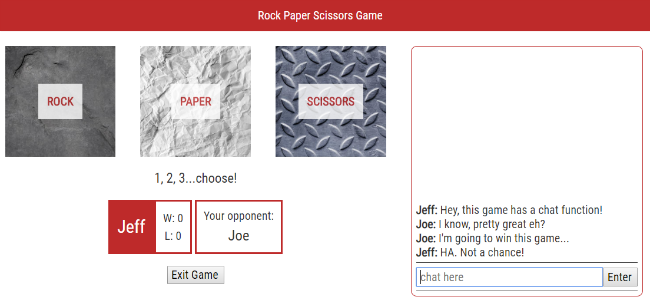 Rock Paper Scissors Game
ROCK
PAPER
SCISSORS
1, 2, 3...choose!
Jeff
W: 0
L: 0
Your opponent:
Joe
Exit Game
Jeff: Hey, this game has a chat function!
Joe: I know, pretty great eh?
Joe: I'm going to win this game...
Jeff: HA. Not a chance!
chat here
Enter